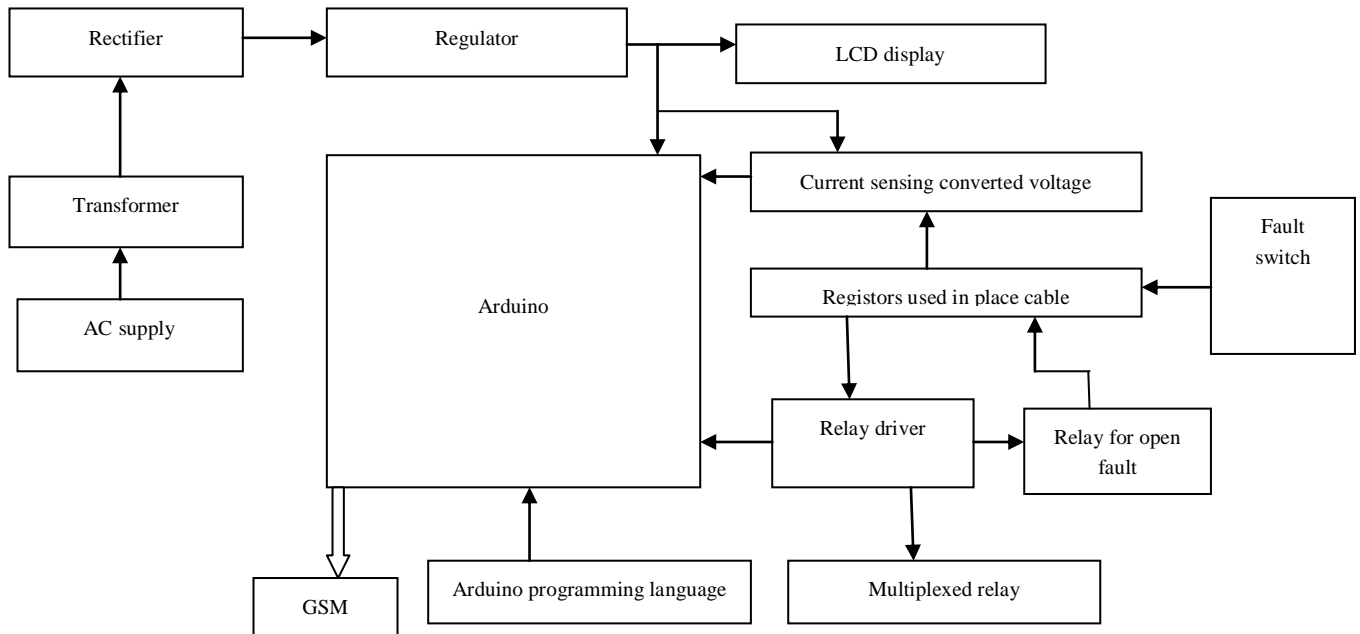 Rectifier
Regulator
LCD display
Current sensing converted voltage
Transformer
Fault
switch
Registors used in place cable
Arduino
AC supply
Relay driver
Relay for open
fault
Arduino programming language
Multiplexed relay
GSM